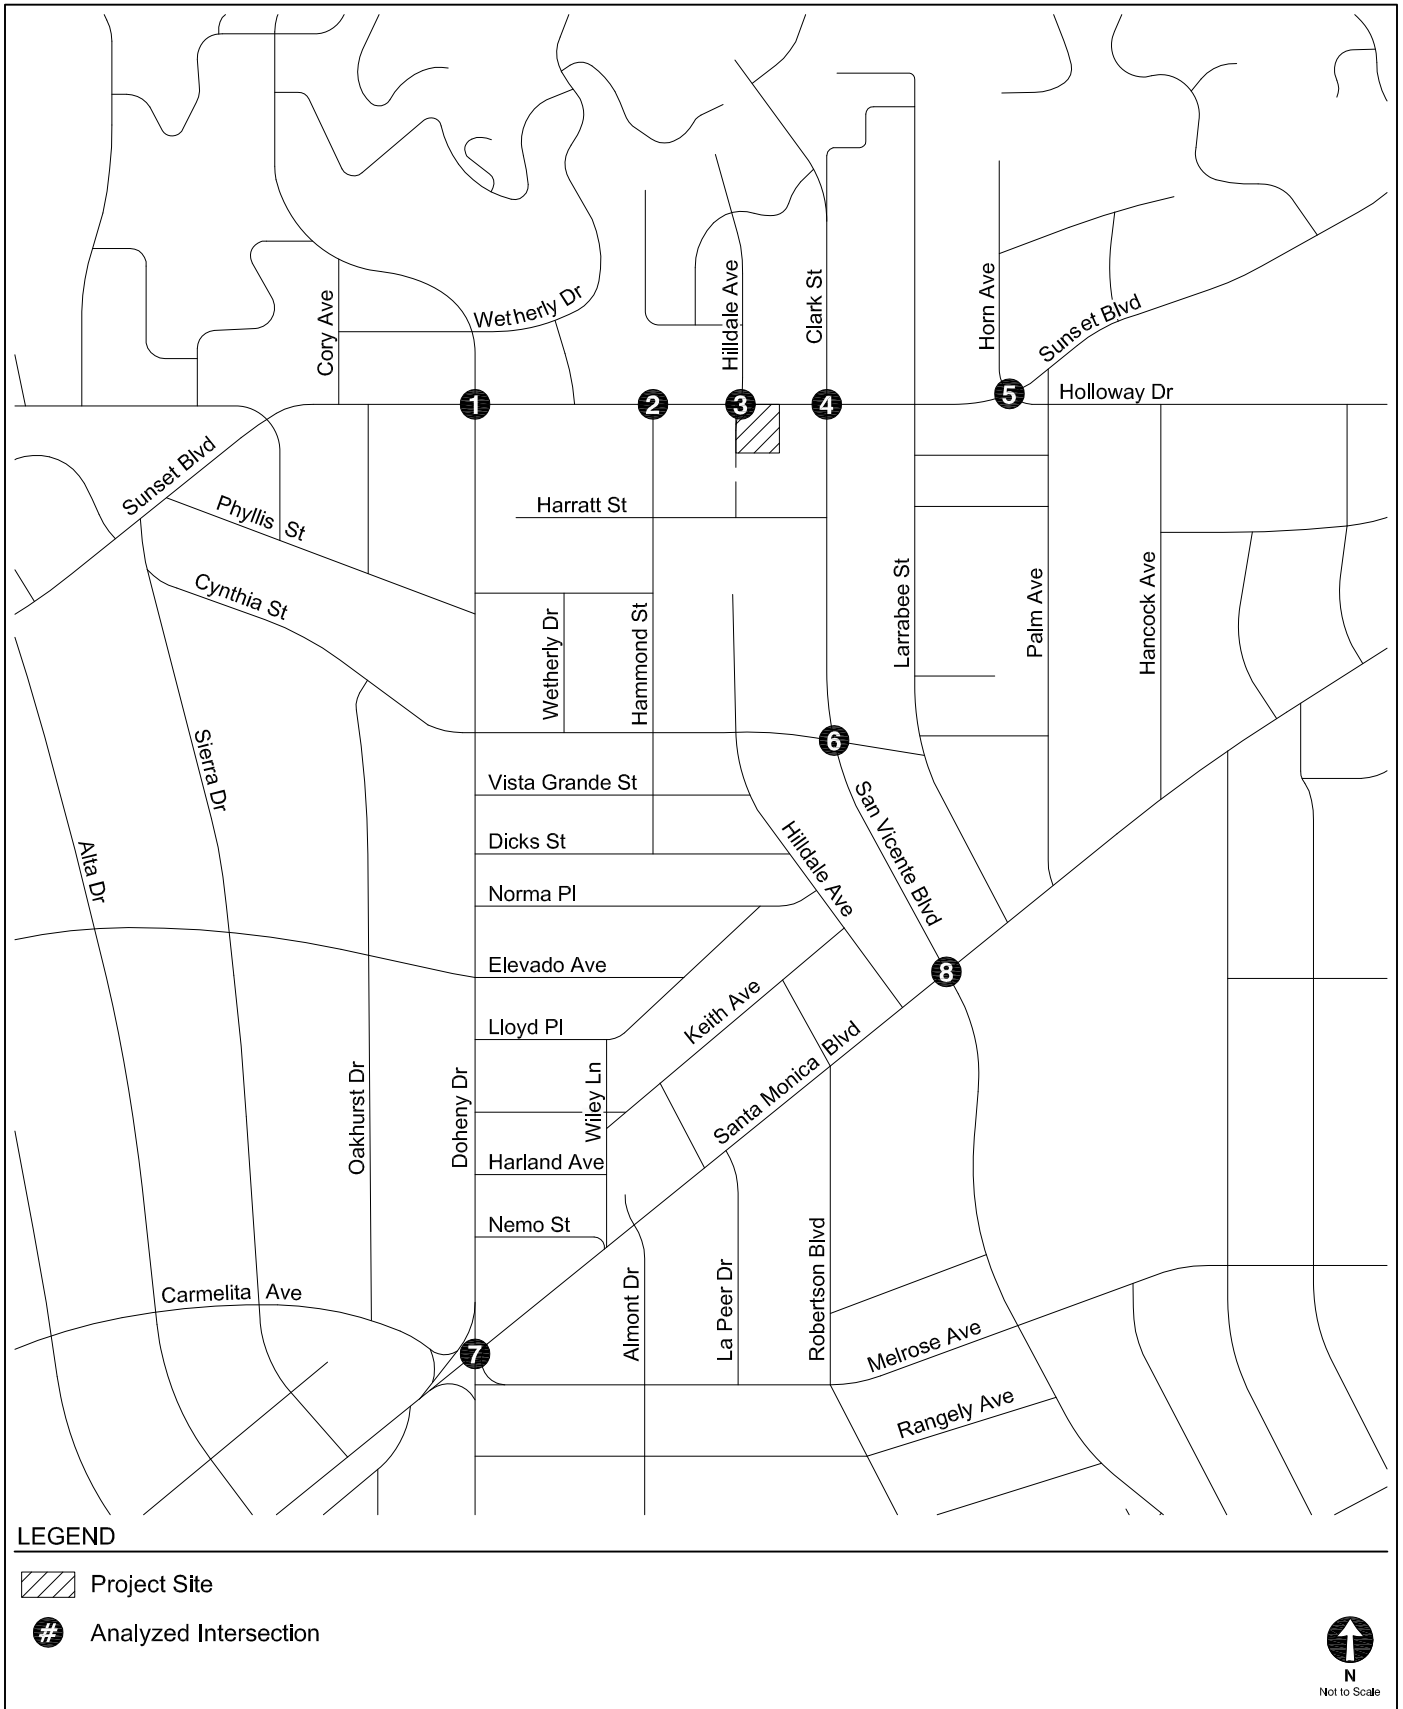 Wetherly Dr
Cory Ave
Hilldale Ave
Clark St
Horn Ave
Sunset Blvd
Holloway Dr
1
2
3
4
5
Sunset Blvd
Phyllis St
Harratt St
Cynthia St
Wetherly Dr
Hammond St
Larrabee St
Palm Ave
Hancock Ave
6
Sierra Dr
Vista Grande St
San Vicente Blvd
Alta Dr
Dicks St
Hilldale Ave
Norma Pl
Elevado Ave
8
Keith Ave
Lloyd Pl
Santa Monica Blvd
Oakhurst Dr
Doheny Dr
Wiley Ln
Harland Ave
Nemo St
Almont Dr
La Peer Dr
Robertson Blvd
Carmelita Ave
7
Melrose Ave
Rangely Ave
LEGEND
Project Site
# Analyzed Intersection
N
Not to Scale